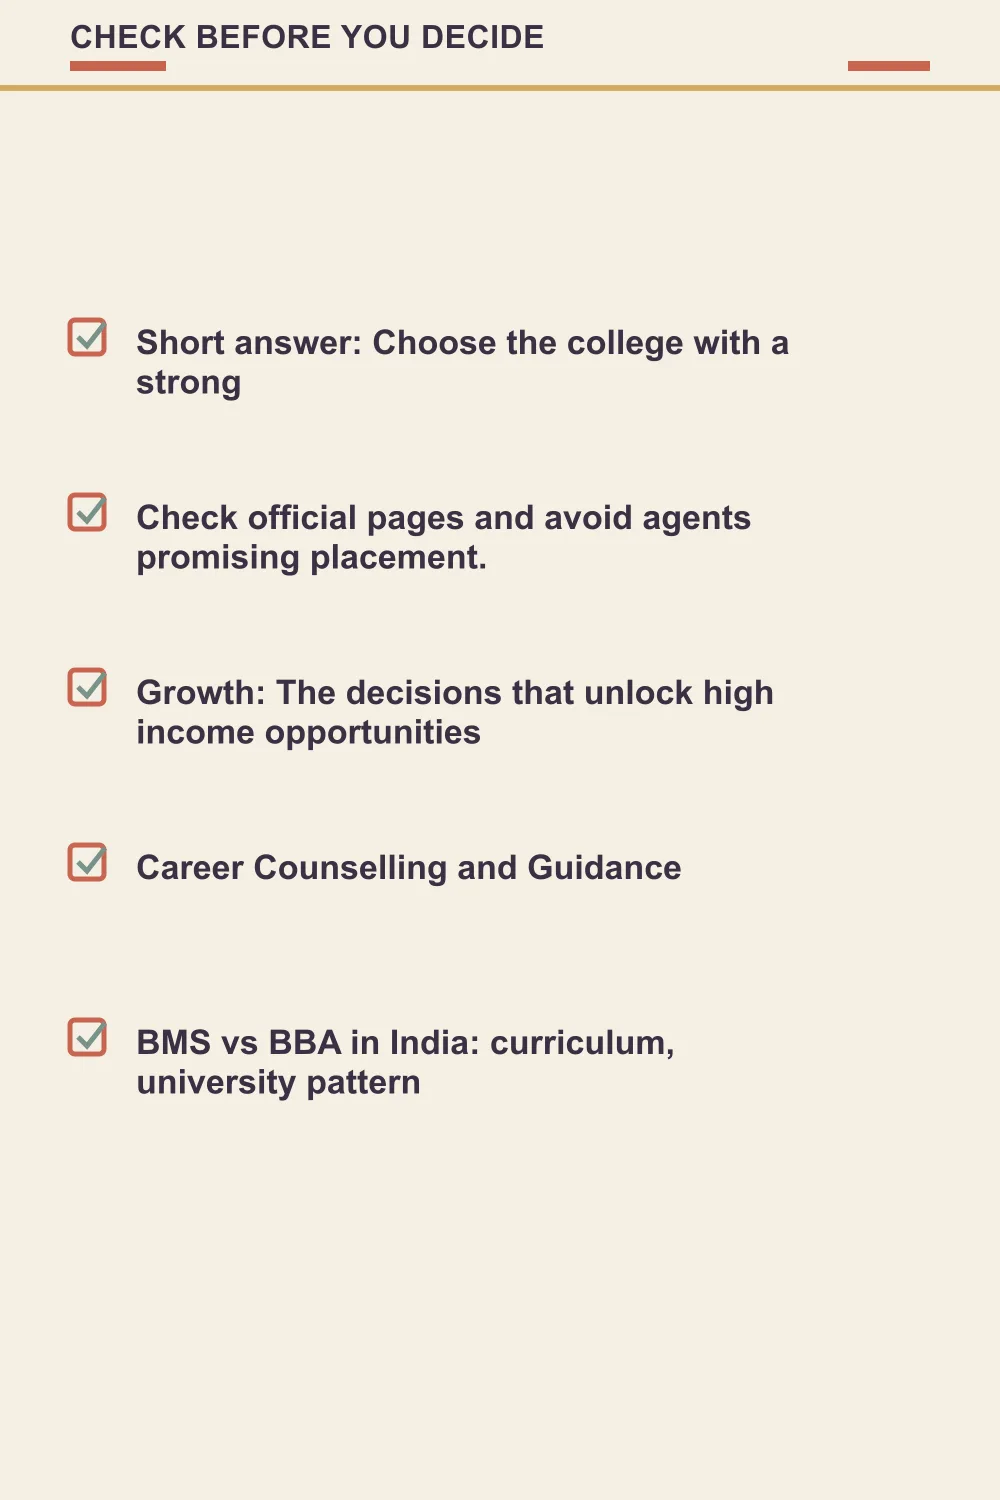 CHECK BEFORE YOU DECIDE
Short answer: Choose the college with a
strong
Check official pages and avoid agents
promising placement.
Growth: The decisions that unlock high
income opportunities
Career Counselling and Guidance
BMS vs BBA in India: curriculum,
university pattern